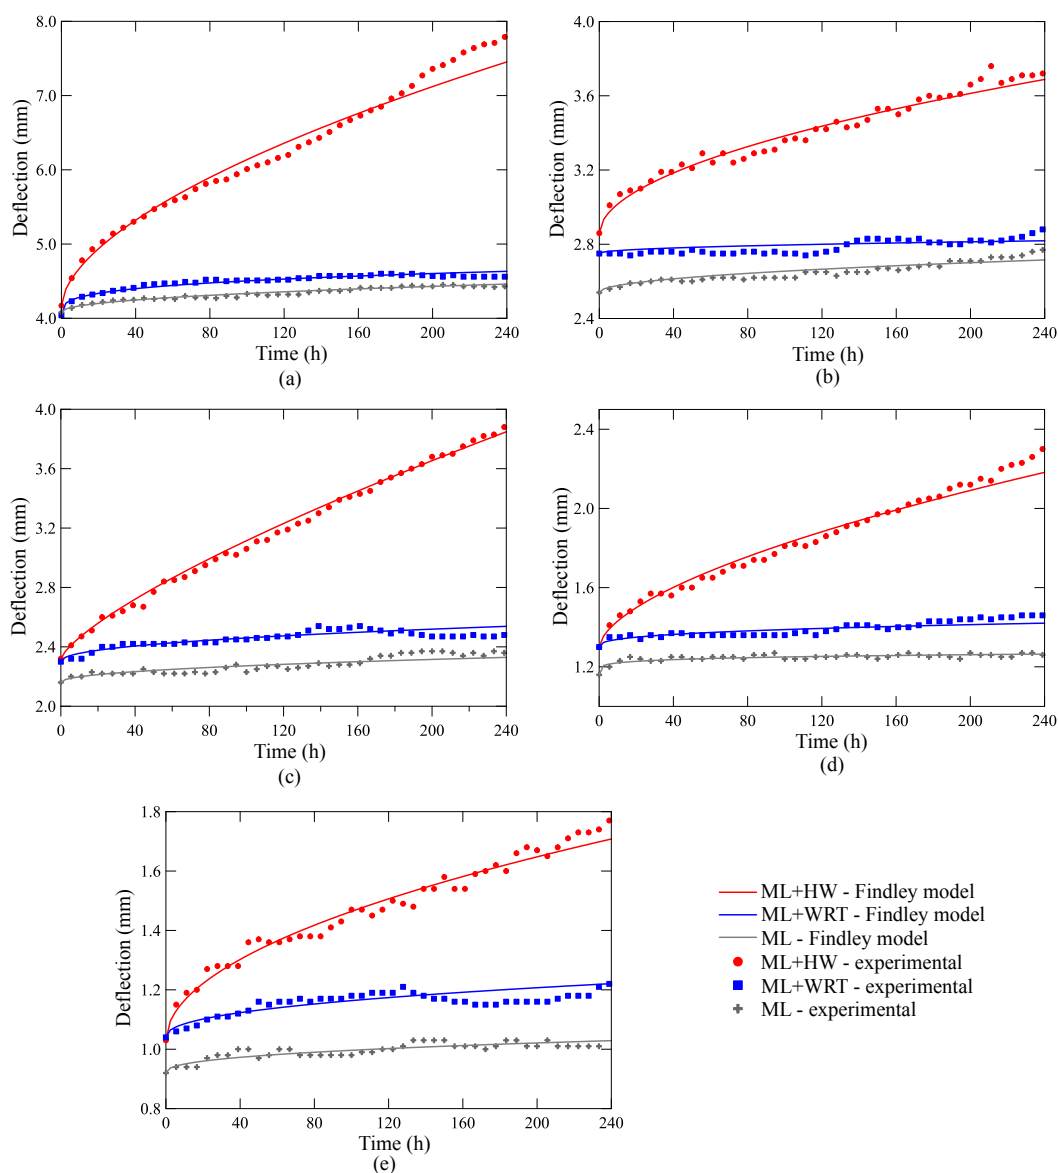 8.0
7.0
6.0
5.0
4.0
Deflection (mm)
0 40 80 120 160 200 240
Time (h)
(a)
4.0
3.6
3.2
2.8
2.4
Deflection (mm)
0 40 80 120 160 200 240
Time (h)
(b)
4.0
3.6
3.2
2.8
2.4
2.0
Deflection (mm)
0 40 80 120 160 200 240
Time (h)
(c)
2.4
2.0
1.6
1.2
Deflection (mm)
0 40 80 120 160 200 240
Time (h)
(d)
1.8
1.6
1.4
1.2
1.0
0.8
Deflection (mm)
0 40 80 120 160 200 240
Time (h)
(e)
ML+HW - Findley model
ML+WRT - Findley model
ML - Findley model
ML+HW - experimental
ML+WRT - experimental
ML - experimental